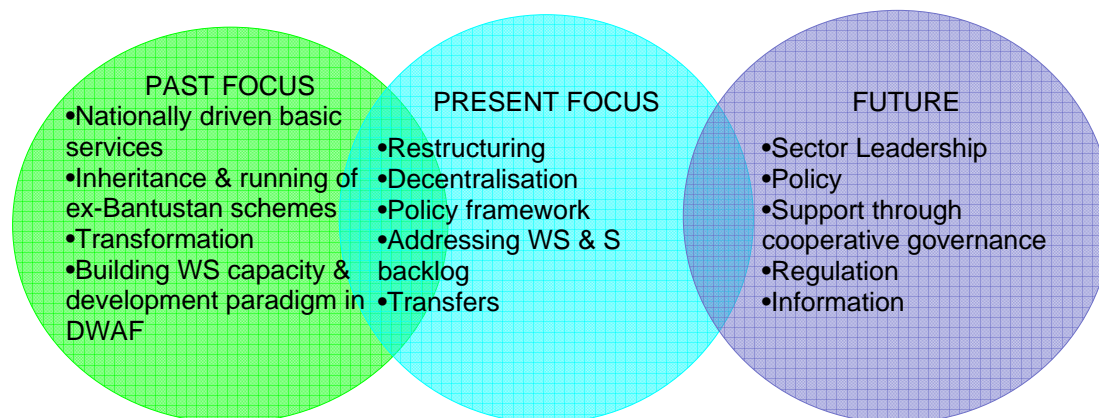 PAST FOCUS
•Nationally driven basic
services
•Inheritance & running of
ex-Bantustan schemes
•Transformation
•Building WS capacity &
development paradigm in
DWAF
PRESENT FOCUS
•Restructuring
•Decentralisation
•Policy framework
•Addressing WS & S
backlog
•Transfers
FUTURE
•Sector Leadership
•Policy
•Support through
cooperative governance
•Regulation
•Information